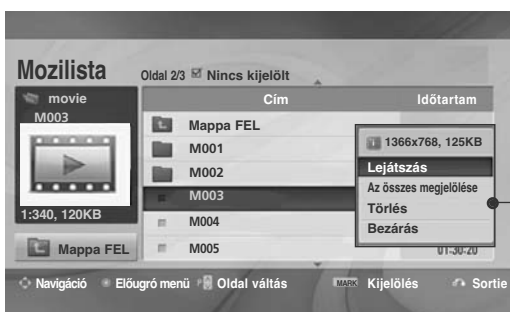 Mozilista
Oldal 2/3 Nincs kijelölt
movie
M003
1:340, 120KB
Mappa FEL
Cím Időtartam
Mappa FEL
M001
M002
M003
M004
M005
01:30:20
1366x768, 125KB
Lejátszás
Az összes megjelölése
Törlés
Bezárás
Navigáció Előugró menü Oldal váltás MARK Kijelölés Sortie